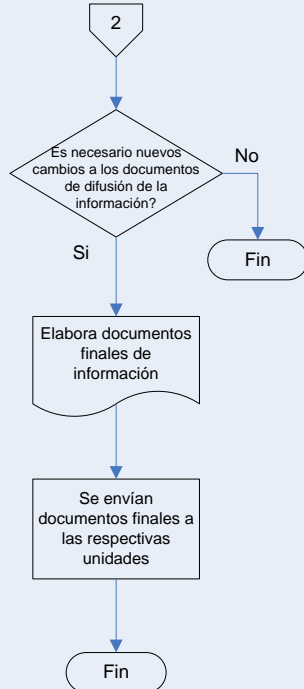 2
Es necesario nuevos
cambios a los documentos
de difusión de la
información?
No
Si
Fin
Elabora documentos
finales de
información
Se envían
documentos finales a
las respectivas
unidades
Fin